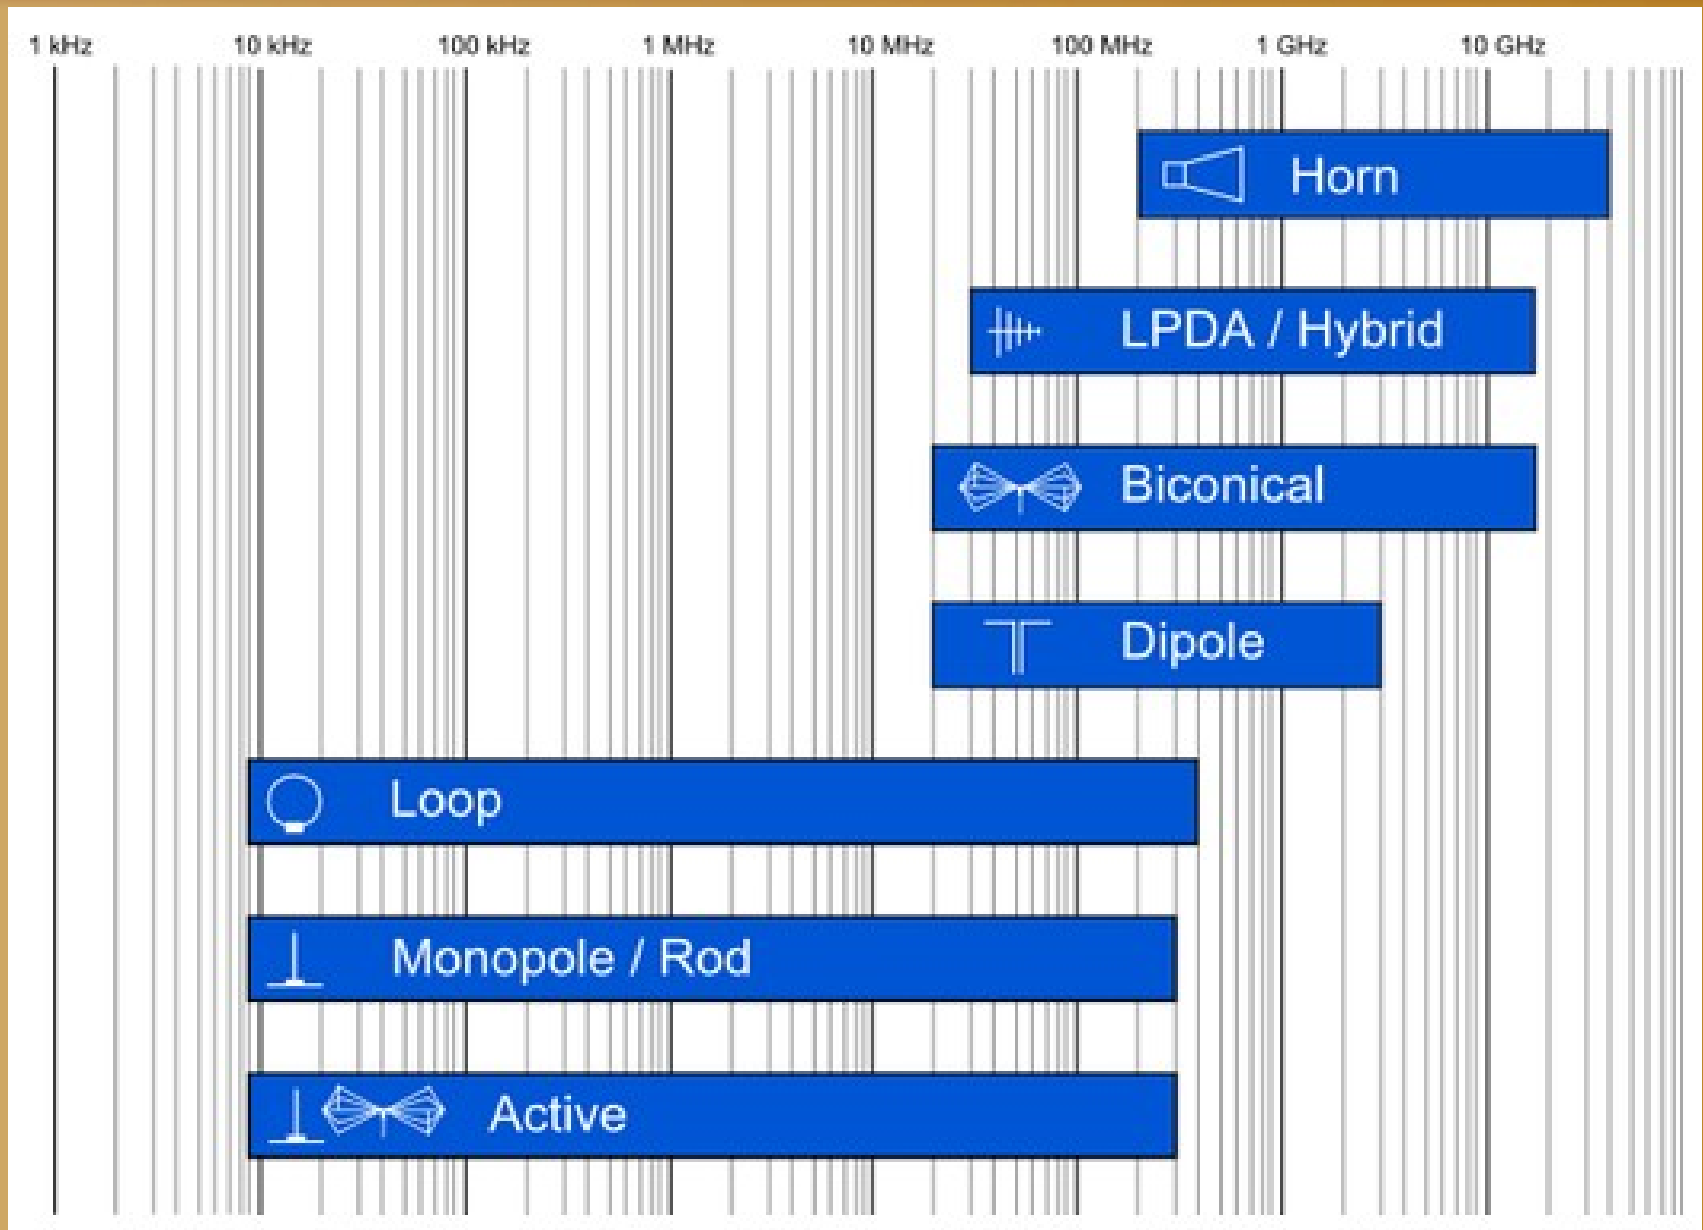 1 kHz 10 kHz 100 kHz 1 MHz 10 MHz 100 MHz 1 GHz 10 GHz
Horn
LPDA / Hybrid
Biconical
Dipole
Loop
Monopole / Rod
Active